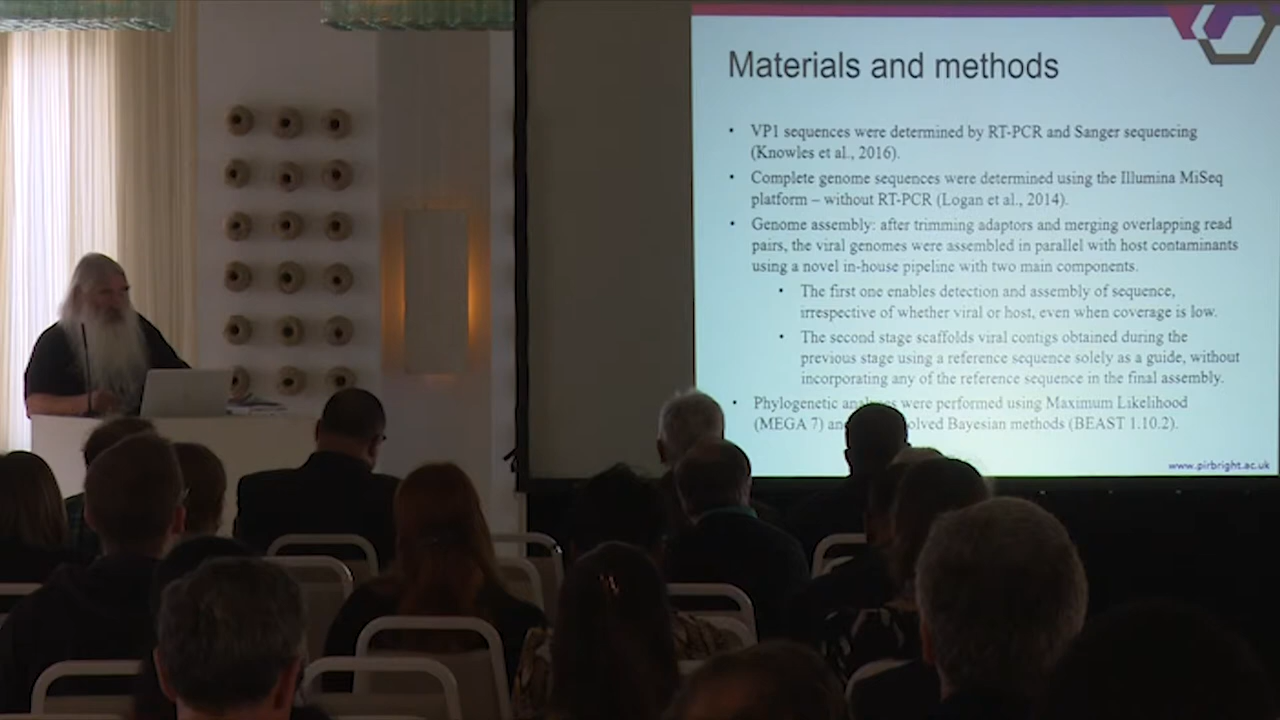 Materials and methods
• VP1 sequences were determined by RT-PCR and Sanger sequencing
(Knowles et al., 2016).
• Complete genome sequences were determined using the Illumina MiSeq
platform – without RT-PCR (Logan et al., 2014).
• Genome assembly: after trimming adaptors and merging overlapping read
pairs, the viral genomes were assembled in parallel with host contaminants
using a novel in-house pipeline with two main components.
• The first one enables detection and assembly of sequence,
irrespective of whether viral or host, even when coverage is low.
• The second stage scaffolds viral contigs obtained during the
previous stage using a reference sequence solely as a guide, without
incorporating any of the reference sequence in the final assembly.
• Phylogenetic were performed using Maximum Likelihood
(MEGA 7) Bayesian methods (BEAST 1.10.2).
www.pirbright.ac.uk